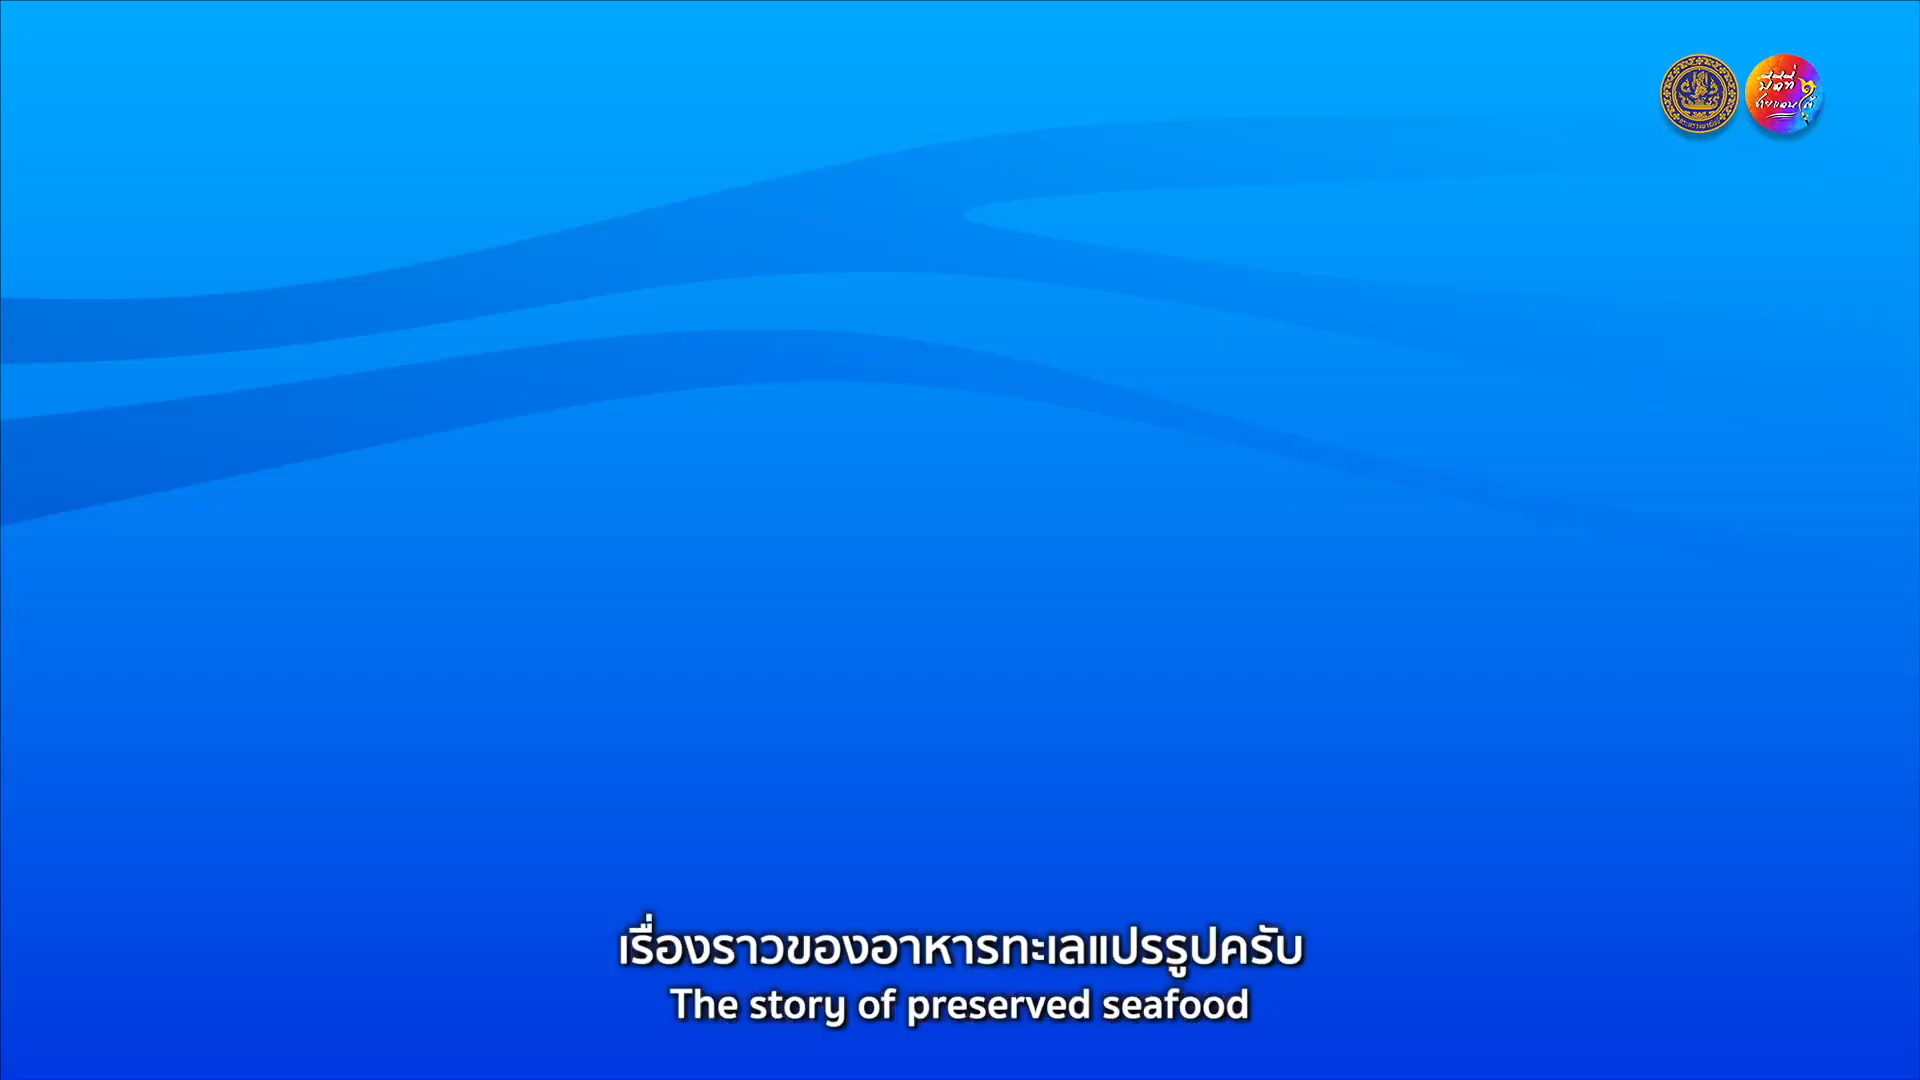 เรื่องราวของอาหารทะเลแปรรูปครับ
The story of preserved seafood